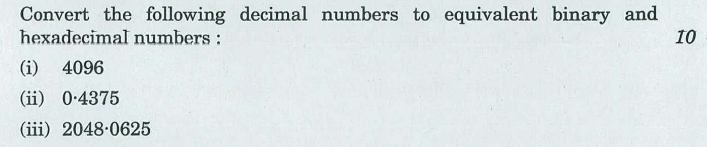 Convert the following decimal numbers to equivalent binary and
hexadecimal numbers : 10
(i) 4096
(ii) 0·4375
(iii) 2048·0625